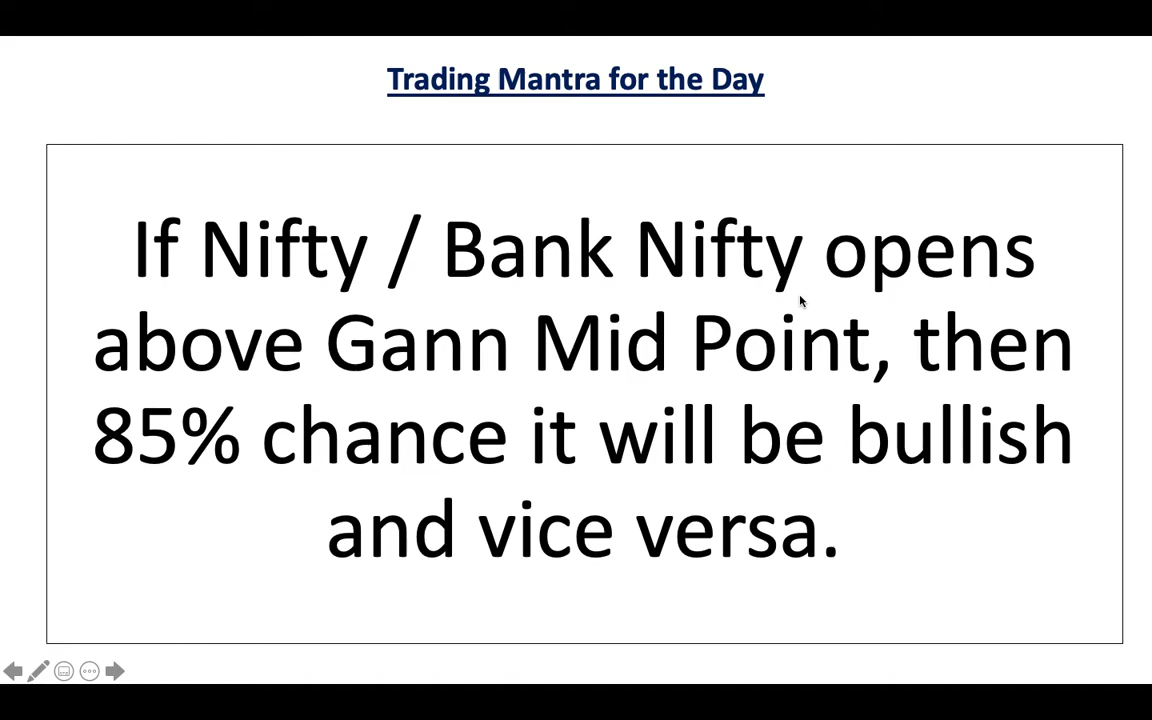 Trading Mantra for the Day
If Nifty / Bank Nifty opens
above Gann Mid Point, then
85% chance it will be bullish
and vice versa.